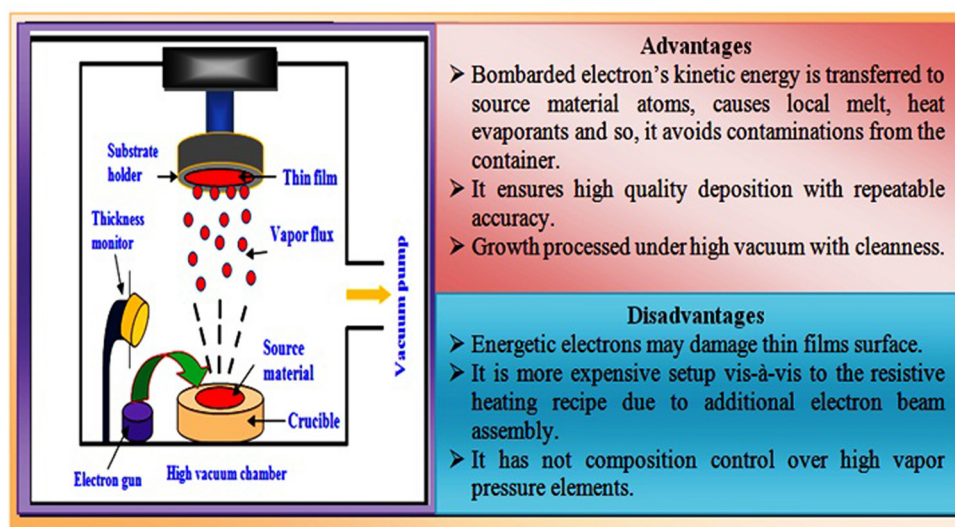 Substrate
holder
Thin film
Thickness
monitor
Vapor flux
Vacuum pump
Source
material
Crucible
Electron gun
High vacuum chamber
Advantages
➤ Bombarded electron's kinetic energy is transferred to
source material atoms, causes local melt, heat
evaporants and so, it avoids contaminations from the
container.
➤ It ensures high quality deposition with repeatable
accuracy.
➤ Growth processed under high vacuum with cleanness.
Disadvantages
➤ Energetic electrons may damage thin films surface.
➤ It is more expensive setup vis-à-vis to the resistive
heating recipe due to additional electron beam
assembly.
➤ It has not composition control over high vapor
pressure elements.